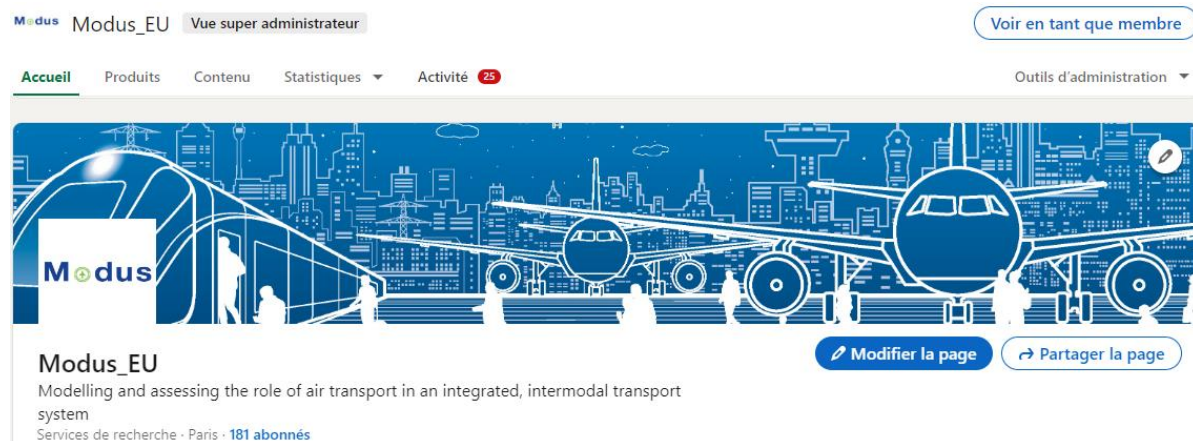 Modus Modus_EU Vue super administrateur Voir en tant que membre
Accueil Produits Contenu Statistiques Activité 25 Outils d'administration
Modus
Modus_EU Modifier la page Partager la page
Modelling and assessing the role of air transport in an integrated, intermodal transport
system
Services de recherche · Paris · 181 abonnés